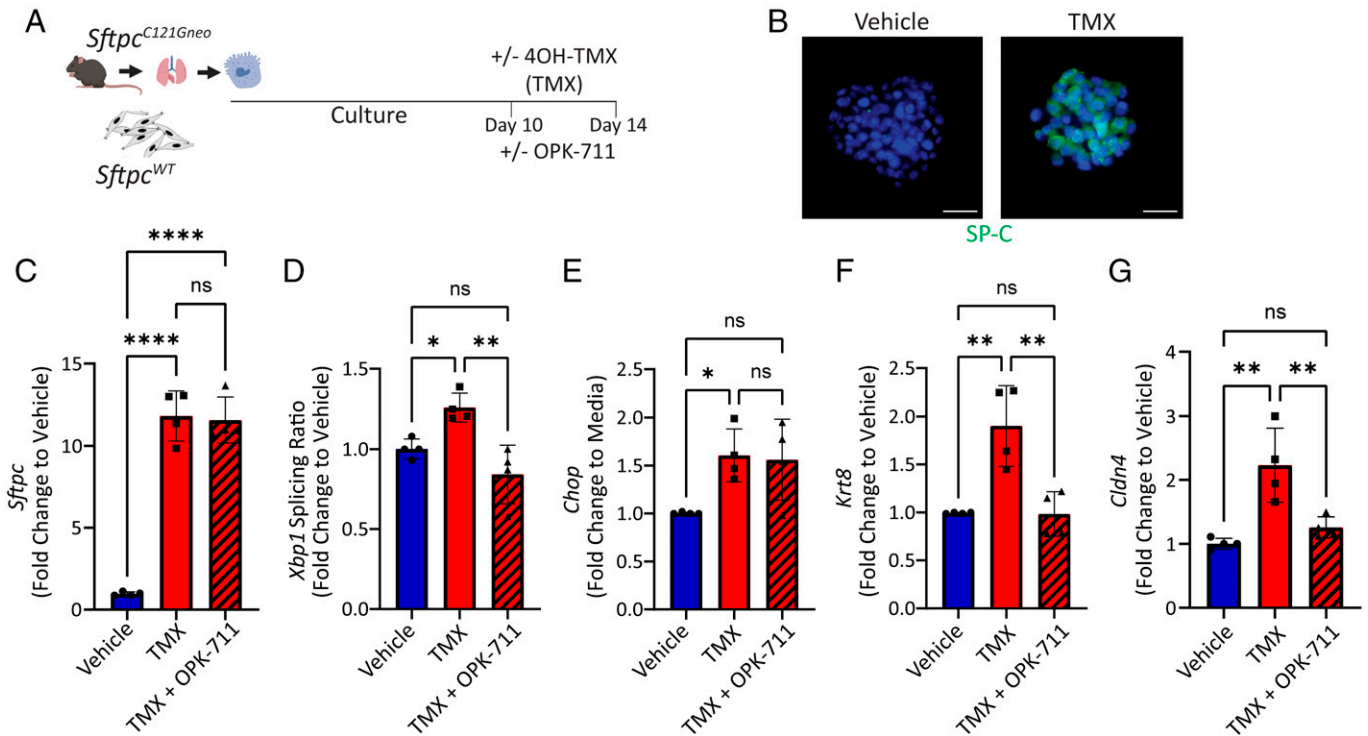 A
Sftpc^C121Gneo
Sftpc^WT
Culture
+/- 4OH-TMX
(TMX)
Day 10
Day 14
+/- OPK-711
B
Vehicle
TMX
SP-C
C
Sftpc
(Fold Change to Vehicle)
15
10
5
0
****
****
ns
Vehicle
TMX
TMX + OPK-711
D
Xbp1 Splicing Ratio
(Fold Change to Vehicle)
1.5
1.0
0.5
0.0
ns
*
**
Vehicle
TMX
TMX + OPK-711
E
Chop
(Fold Change to Media)
2.5
2.0
1.5
1.0
0.5
0.0
ns
*
ns
Vehicle
TMX
TMX + OPK-711
F
Krt8
(Fold Change to Vehicle)
2.5
2.0
1.5
1.0
0.5
0.0
ns
**
**
Vehicle
TMX
TMX + OPK-711
G
Cldn4
(Fold Change to Vehicle)
4
3
2
1
0
ns
**
**
Vehicle
TMX
TMX + OPK-711